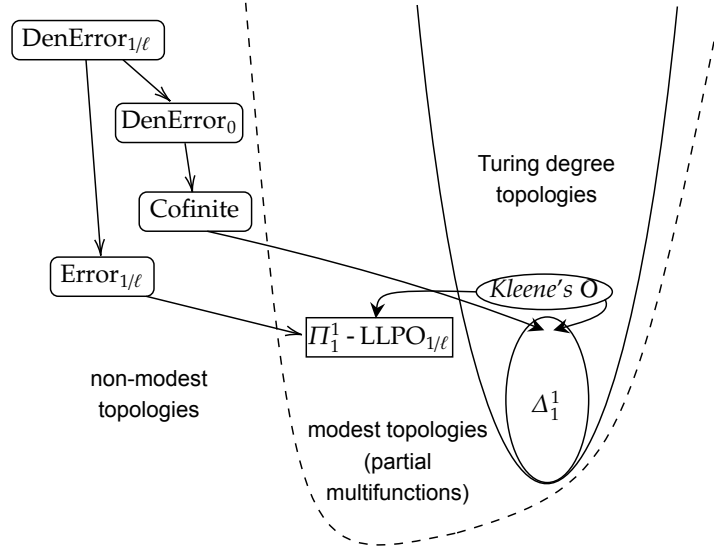 DenError₁/ℓ
DenError₀
Turing degree
topologies
Cofinite
Error₁/ℓ
Kleene's O
Π¹₁ - LLPO₁/ℓ
non-modest
topologies
Δ¹₁
modest topologies
(partial
multifunctions)